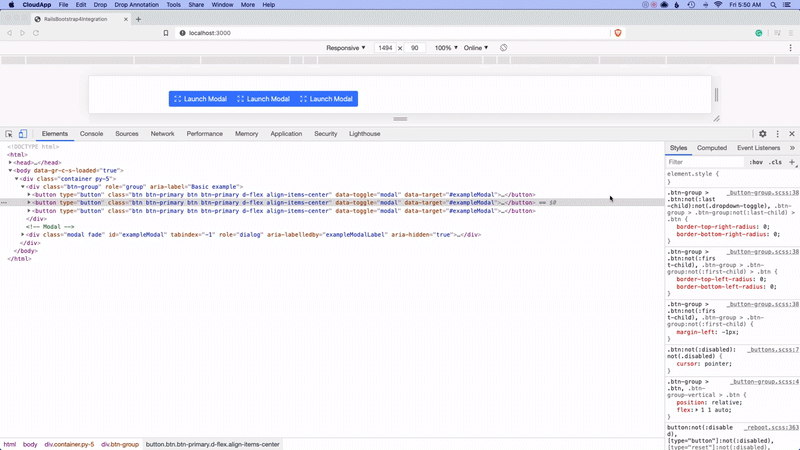 CloudApp File Edit Drop Drop Annotation Tools Share Window More Help Fri 5:50 AM
RailsBootstrap4Integration
localhost:3000
Responsive 1494 × 90 100% Online
Launch Modal Launch Modal Launch Modal
Elements Console Sources Network Performance Memory Application Security Lighthouse
Styles Computed Event Listeners »
Filter :hov .cls +
<!DOCTYPE html>
<html>
<head>…</head>
<body data-gr-c-s-loaded="true">
<div class="container py-5">
<div class="btn-group" role="group" aria-label="Basic example">
<button type="button" class="btn btn-primary btn btn-primary d-flex align-items-center" data-toggle="modal" data-target="#exampleModal">…</button>
<button type="button" class="btn btn-primary btn btn-primary d-flex align-items-center" data-toggle="modal" data-target="#exampleModal">…</button> == $0
<button type="button" class="btn btn-primary btn btn-primary d-flex align-items-center" data-toggle="modal" data-target="#exampleModal">…</button>
</div>
<!-- Modal -->
<div class="modal fade" id="exampleModal" tabindex="-1" role="dialog" aria-labelledby="exampleModalLabel" aria-hidden="true">…</div>
</div>
</body>
</html>
element.style {
}
.btn-group > _button-group.scss:38
.btn:not(:last-
child):not(.dropdown-toggle), .btn-
group > .btn-group:not(:last-child) > .btn {
border-top-right-radius: 0;
border-bottom-right-radius: 0;
}
.btn-group > _button-group.scss:38
.btn:not(:firs
t-child), .btn-group > .btn-
group:not(:first-child) > .btn {
border-top-left-radius: 0;
border-bottom-left-radius: 0;
}
.btn-group > _button-group.scss:38
.btn:not(:firs
t-child), .btn-group > .btn-
group:not(:first-child) {
margin-left: -1px;
}
.btn:not(:disabled): _buttons.scss:7
not(.disabled) {
cursor: pointer;
}
.btn-group > _button-group.scss:4
.btn, .btn-
group-vertical > .btn {
position: relative;
flex: 1 1 auto;
}
button:not(:disable _reboot.scss:363
d),
[type="button"]:not(:disabled),
[type="reset"]:not(:disabled),
html body div.container.py-5 div.btn-group button.btn.btn-primary.d-flex.align-items-center